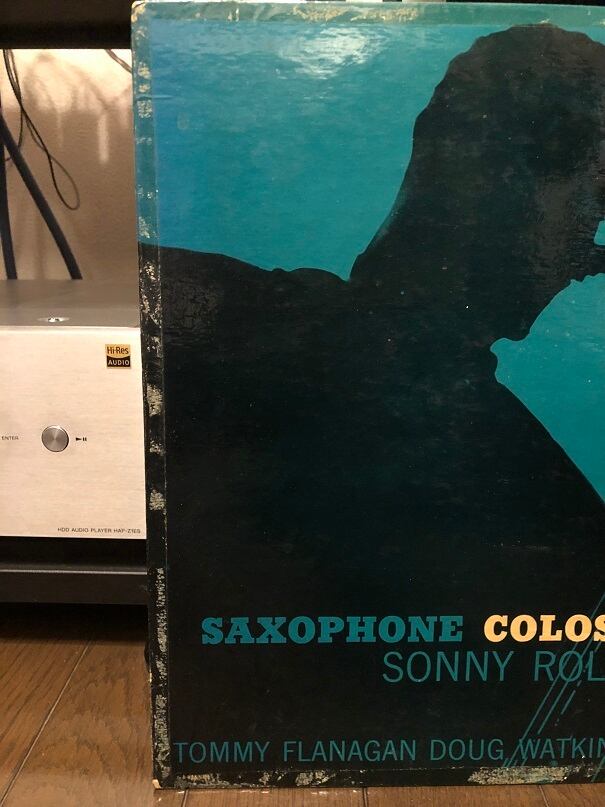 Hi-Res
AUDIO
ENTER
HDD AUDIO PLAYER HAP-Z1ES
SAXOPHONE COLOS
SONNY ROL
TOMMY FLANAGAN DOUG WATKIN